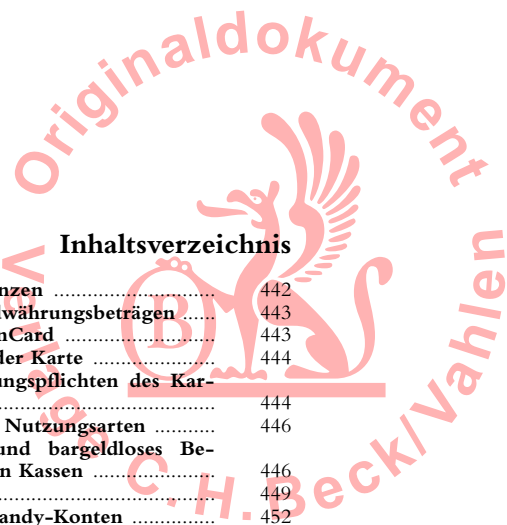 Originaldokument
Verlage C.H.Beck/Vahlen
B
Inhaltsverzeichnis
nzen ............................ 442
währungsbeträgen ...... 443
nCard .......................... 443
der Karte ..................... 444
ungspflichten des Kar-
..................................... 444
Nutzungsarten ........... 446
und bargeldloses Be-
n Kassen ..................... 446
..................................... 449
andy-Konten .............. 452